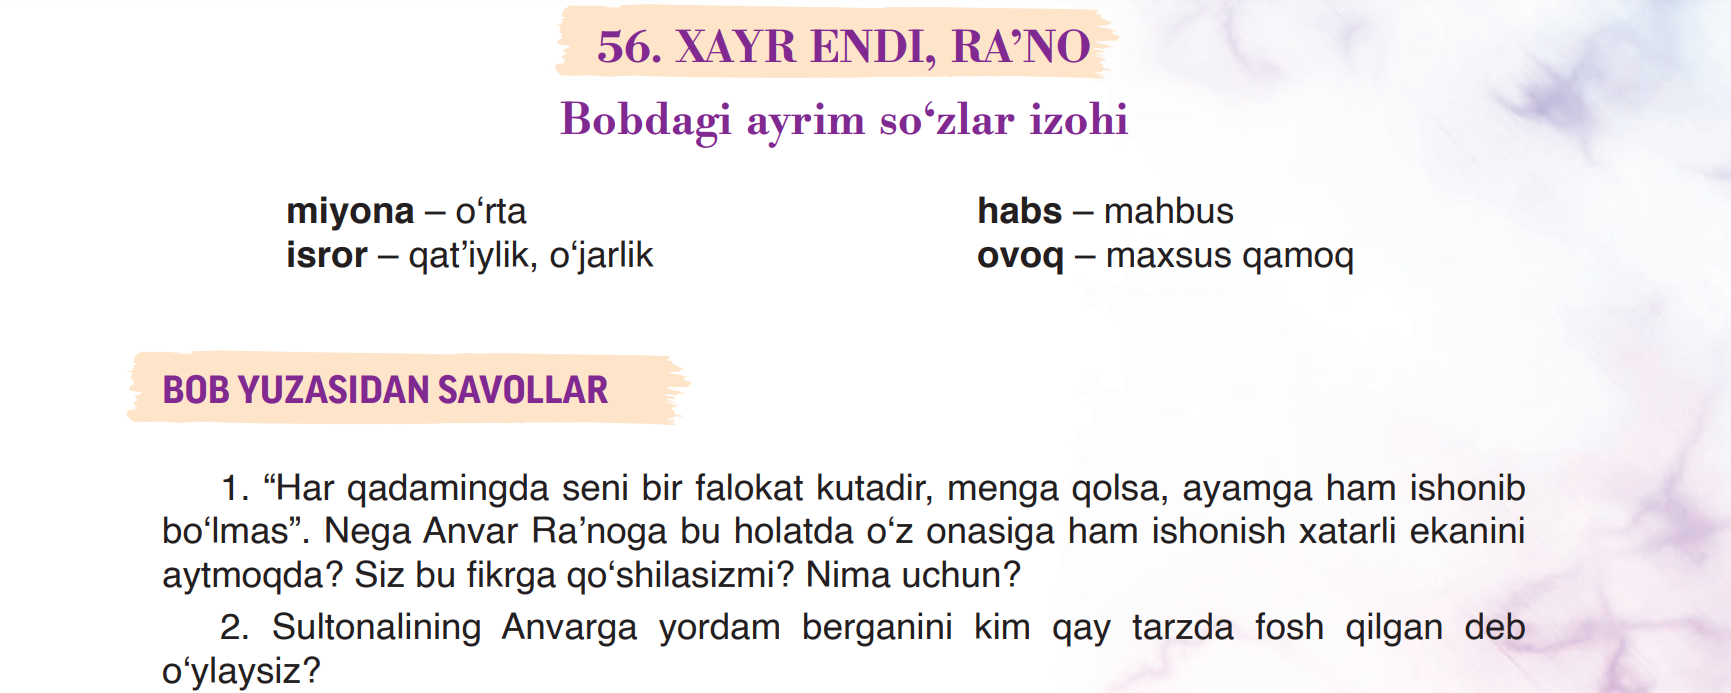 56. XAYR ENDI, RA’NO
Bobdagi ayrim so‘zlar izohi
miyona – o‘rta
isror – qat’iylik, o‘jarlik
habs – mahbus
ovoq – maxsus qamoq
BOB YUZASIDAN SAVOLLAR
1. “Har qadamingda seni bir falokat kutadir, menga qolsa, ayamga ham ishonib
bo‘lmas”. Nega Anvar Ra’noga bu holatda o‘z onasiga ham ishonish xatarli ekanini
aytmoqda? Siz bu fikrga qo‘shilasizmi? Nima uchun?
2. Sultonalining Anvarga yordam berganini kim qay tarzda fosh qilgan deb
o‘ylaysiz?